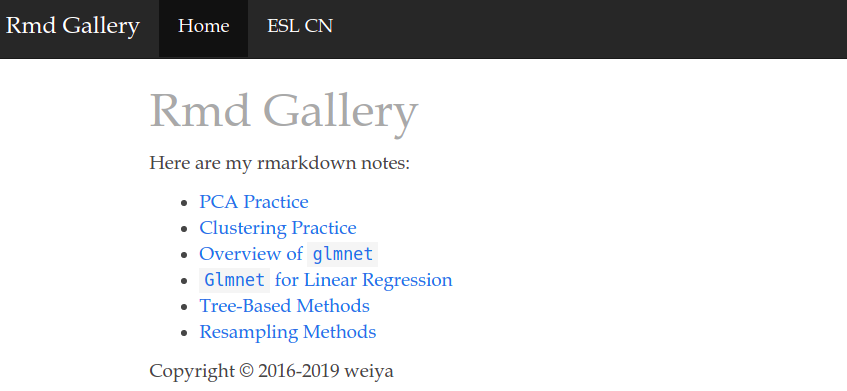 Rmd Gallery Home ESL CN
Rmd Gallery
Here are my rmarkdown notes:
PCA Practice
Clustering Practice
Overview of glmnet
Glmnet for Linear Regression
Tree-Based Methods
Resampling Methods
Copyright © 2016-2019 weiya